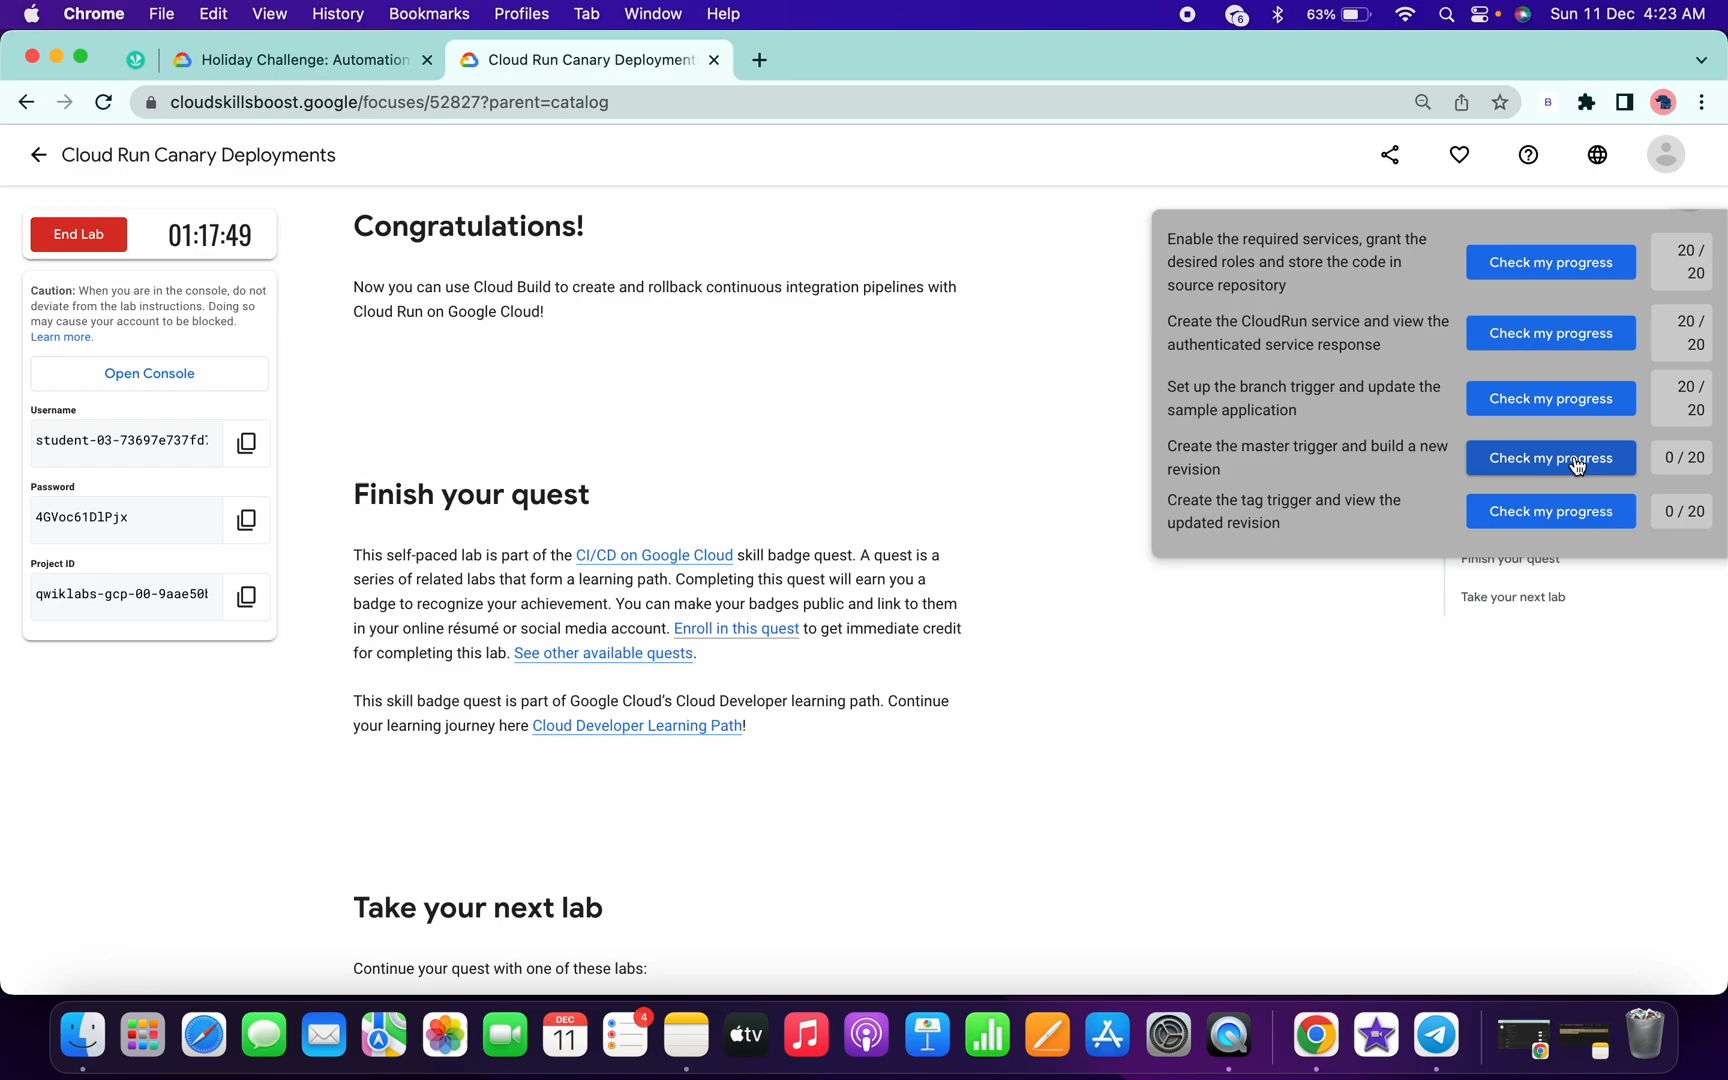 Chrome File Edit View History Bookmarks Profiles Tab Window Help 6 63% Sun 11 Dec 4:23 AM
Holiday Challenge: Automation Cloud Run Canary Deployment
cloudskillsboost.google/focuses/52827?parent=catalog B
Cloud Run Canary Deployments
End Lab 01:17:49
Caution: When you are in the console, do not
deviate from the lab instructions. Doing so
may cause your account to be blocked.
Learn more.
Open Console
Username
student-03-73697e737fd
Password
4GVoc61DlPjx
Project ID
qwiklabs-gcp-00-9aae50
Congratulations!
Now you can use Cloud Build to create and rollback continuous integration pipelines with
Cloud Run on Google Cloud!
Finish your quest
This self-paced lab is part of the CI/CD on Google Cloud skill badge quest. A quest is a
series of related labs that form a learning path. Completing this quest will earn you a
badge to recognize your achievement. You can make your badges public and link to them
in your online résumé or social media account. Enroll in this quest to get immediate credit
for completing this lab. See other available quests.
This skill badge quest is part of Google Cloud’s Cloud Developer learning path. Continue
your learning journey here Cloud Developer Learning Path!
Take your next lab
Continue your quest with one of these labs:
Enable the required services, grant the
desired roles and store the code in
source repository
Check my progress
20 /
20
Create the CloudRun service and view the
authenticated service response
Check my progress
20 /
20
Set up the branch trigger and update the
sample application
Check my progress
20 /
20
Create the master trigger and build a new
revision
Check my progress
0 / 20
Create the tag trigger and view the
updated revision
Check my progress
0 / 20
Finish your quest
Take your next lab
DEC
11
4
tv